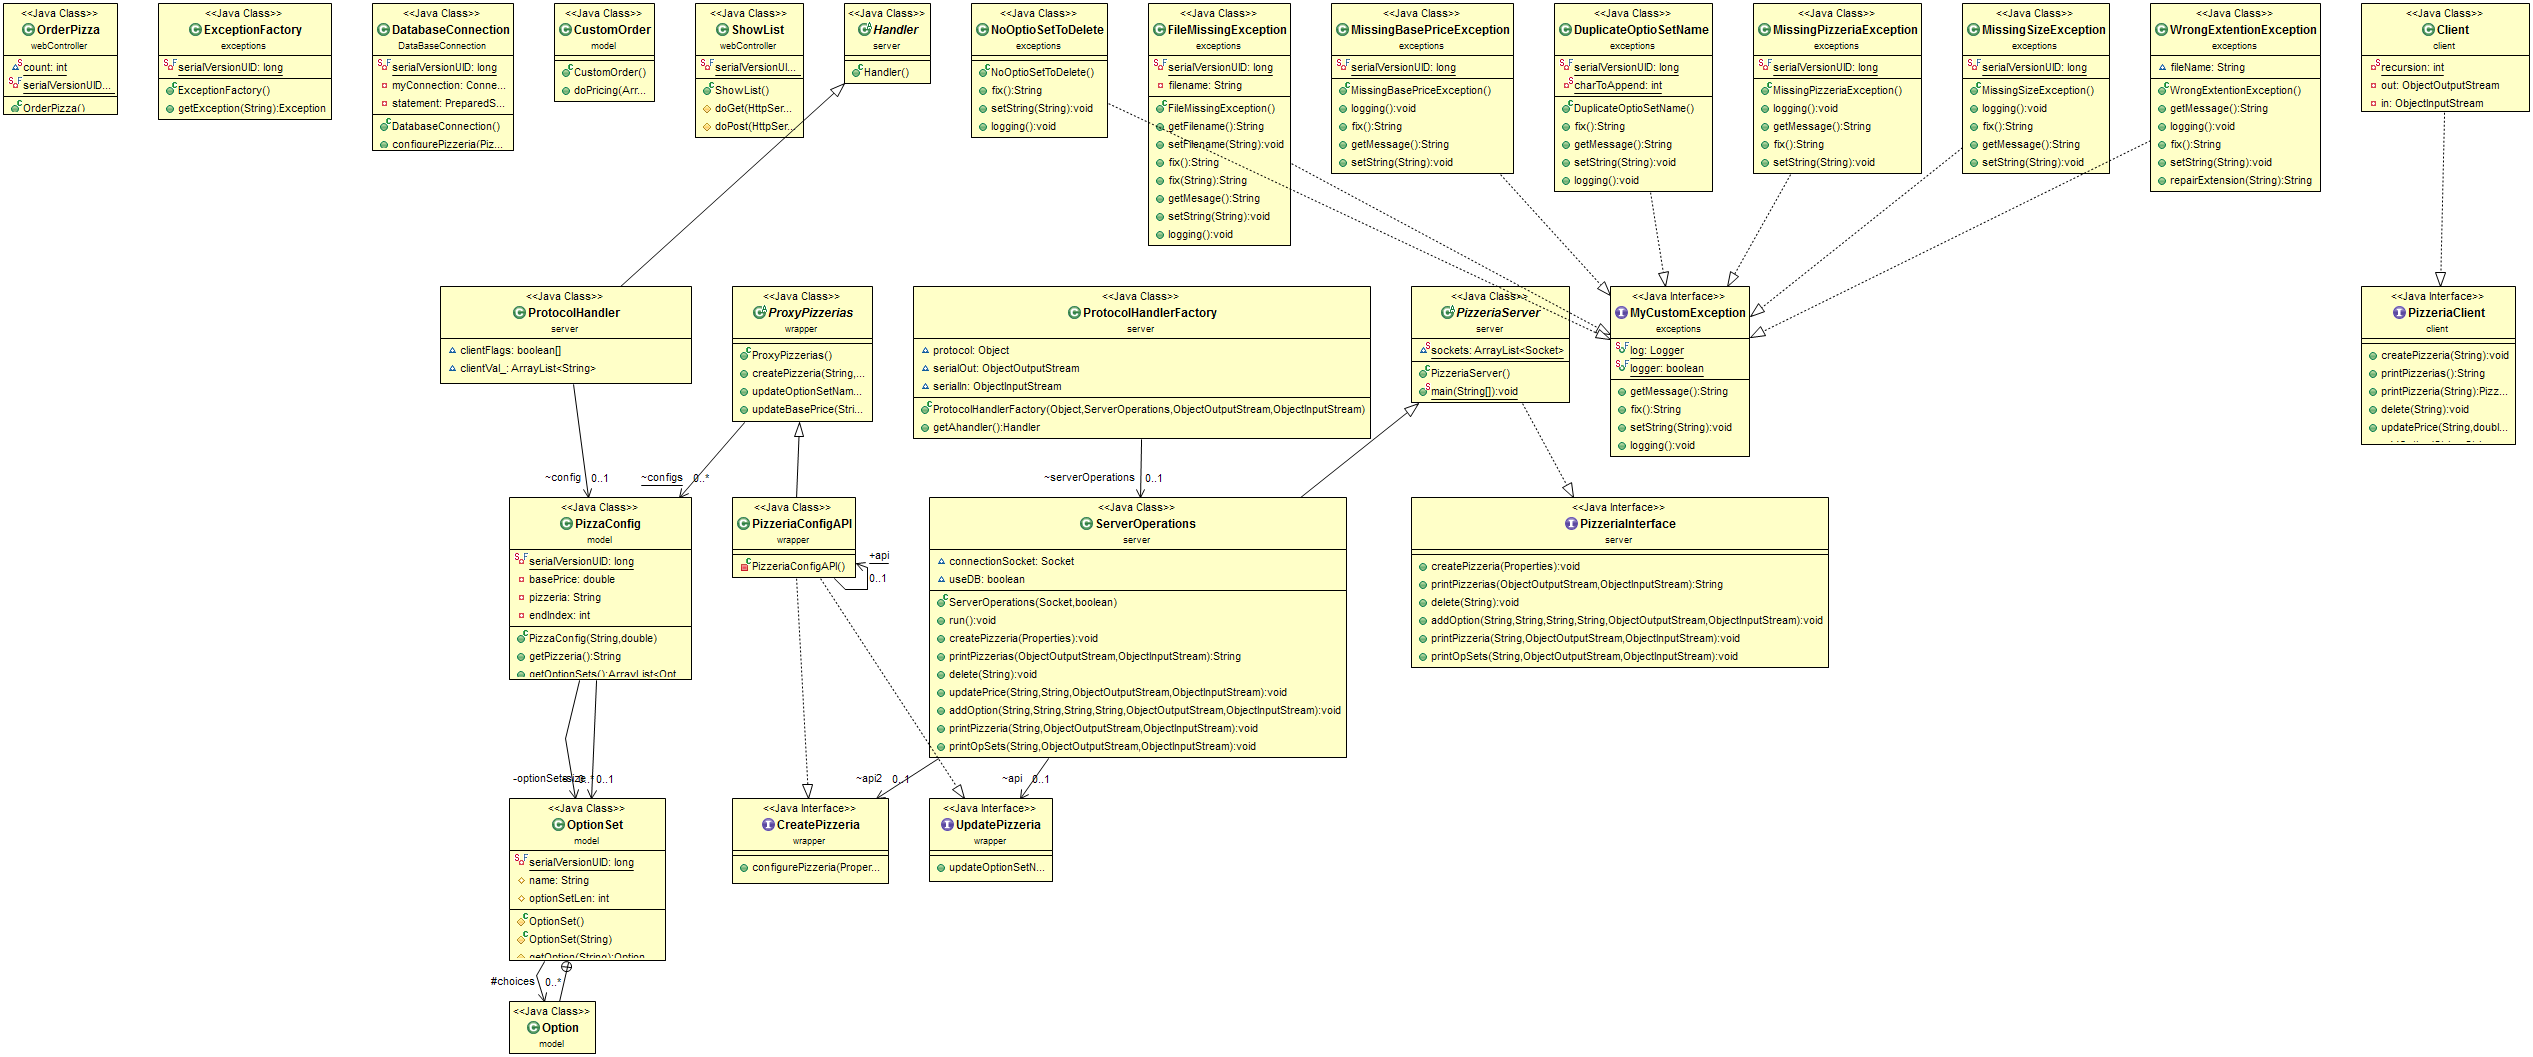 <<Java Class>>
OrderPizza
webController
count: int
serialVersionUID...
OrderPizza()
<<Java Class>>
ExceptionFactory
exceptions
serialVersionUID: long
ExceptionFactory()
getException(String):Exception
<<Java Class>>
DatabaseConnection
DataBaseConnection
serialVersionUID: long
myConnection: Conne...
statement: PreparedS...
DatabaseConnection()
configurePizzeria(Piz...
<<Java Class>>
CustomOrder
model
CustomOrder()
doPricing(Arr...
<<Java Class>>
ShowList
webController
serialVersionUI...
ShowList()
doGet(HttpSer...
doPost(HttpSer...
<<Java Class>>
Handler
server
Handler()
<<Java Class>>
NoOptioSetToDelete
exceptions
NoOptioSetToDelete()
fix():String
setString(String):void
logging():void
<<Java Class>>
FileMissingException
exceptions
serialVersionUID: long
filename: String
FileMissingException()
getFilename():String
setFilename(String):void
fix():String
fix(String):String
getMesage():String
setString(String):void
logging():void
<<Java Class>>
MissingBasePriceException
exceptions
serialVersionUID: long
MissingBasePriceException()
logging():void
fix():String
getMessage():String
setString(String):void
<<Java Class>>
DuplicateOptioSetName
exceptions
serialVersionUID: long
charToAppend: int
DuplicateOptioSetName()
fix():String
getMessage():String
setString(String):void
logging():void
<<Java Class>>
MissingPizzeriaException
exceptions
serialVersionUID: long
MissingPizzeriaException()
logging():void
getMessage():String
fix():String
setString(String):void
<<Java Class>>
MissingSizeException
exceptions
serialVersionUID: long
MissingSizeException()
logging():void
fix():String
getMessage():String
setString(String):void
<<Java Class>>
WrongExtentionException
exceptions
fileName: String
WrongExtentionException()
getMessage():String
logging():void
fix():String
setString(String):void
repairExtension(String):String
<<Java Class>>
Client
client
recursion: int
out: ObjectOutputStream
in: ObjectInputStream
<<Java Class>>
ProtocolHandler
server
clientFlags: boolean[]
clientVal_: ArrayList<String>
<<Java Class>>
ProxyPizzerias
wrapper
ProxyPizzerias()
createPizzeria(String,...
updateOptionSetNam...
updateBasePrice(Stri...
<<Java Class>>
ProtocolHandlerFactory
server
protocol: Object
serialOut: ObjectOutputStream
serialIn: ObjectInputStream
ProtocolHandlerFactory(Object,ServerOperations,ObjectOutputStream,ObjectInputStream)
getAhandler():Handler
<<Java Class>>
PizzeriaServer
server
sockets: ArrayList<Socket>
PizzeriaServer()
main(String[]):void
<<Java Interface>>
MyCustomException
exceptions
log: Logger
logger: boolean
getMessage():String
fix():String
setString(String):void
logging():void
<<Java Interface>>
PizzeriaClient
client
createPizzeria(String):void
printPizzerias():String
printPizzeria(String):Pizz...
delete(String):void
updatePrice(String,doubl...
~config 0..1
~configs 0..*
~serverOperations 0..1
<<Java Class>>
PizzaConfig
model
serialVersionUID: long
basePrice: double
pizzeria: String
endIndex: int
PizzaConfig(String,double)
getPizzeria():String
getOptionSets():ArrayList<Opt
<<Java Class>>
PizzeriaConfigAPI
wrapper
PizzeriaConfigAPI()
+api
0..1
<<Java Class>>
ServerOperations
server
connectionSocket: Socket
useDB: boolean
ServerOperations(Socket,boolean)
run():void
createPizzeria(Properties):void
printPizzerias(ObjectOutputStream,ObjectInputStream):String
delete(String):void
updatePrice(String,String,ObjectOutputStream,ObjectInputStream):void
addOption(String,String,String,String,ObjectOutputStream,ObjectInputStream):void
printPizzeria(String,ObjectOutputStream,ObjectInputStream):void
printOpSets(String,ObjectOutputStream,ObjectInputStream):void
<<Java Interface>>
PizzeriaInterface
server
createPizzeria(Properties):void
printPizzerias(ObjectOutputStream,ObjectInputStream):String
delete(String):void
addOption(String,String,String,String,ObjectOutputStream,ObjectInputStream):void
printPizzeria(String,ObjectOutputStream,ObjectInputStream):void
printOpSets(String,ObjectOutputStream,ObjectInputStream):void
0..1
~api2 0..1
~api 0..1
<<Java Class>>
OptionSet
model
serialVersionUID: long
name: String
optionSetLen: int
OptionSet()
OptionSet(String)
getOption(String):Option
<<Java Interface>>
CreatePizzeria
wrapper
configurePizzeria(Proper...
<<Java Interface>>
UpdatePizzeria
wrapper
updateOptionSetN...
#choices 0..*
<<Java Class>>
Option
model